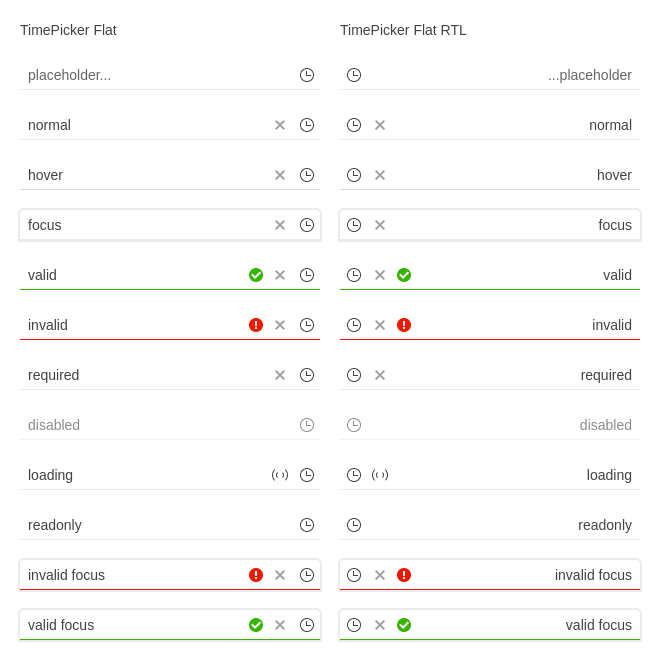 TimePicker Flat
placeholder...
normal
hover
focus
valid
invalid
required
disabled
loading
readonly
invalid focus
valid focus
TimePicker Flat RTL
...placeholder
normal
hover
focus
valid
invalid
required
disabled
loading
readonly
invalid focus
valid focus